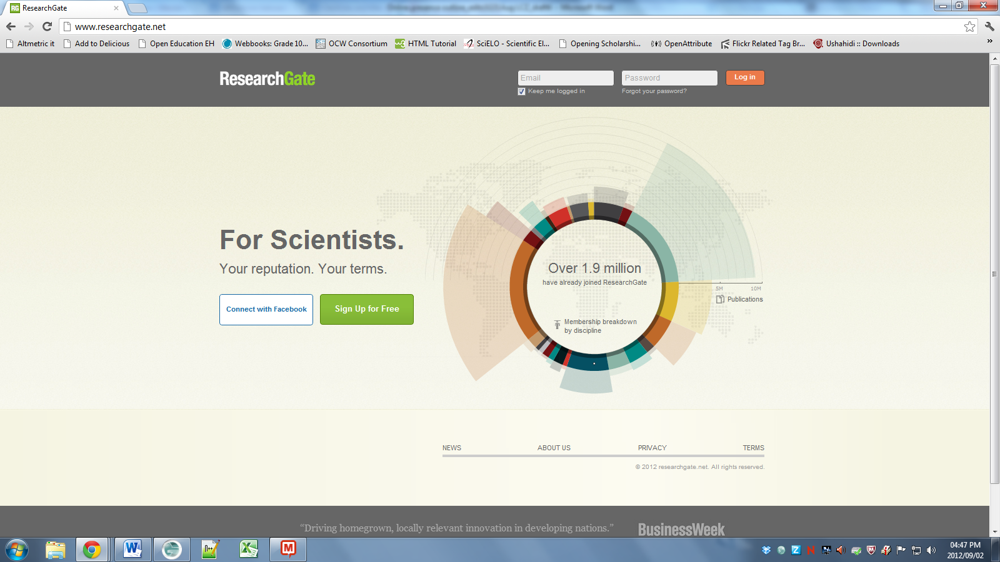 ResearchGate
www.researchgate.net
Altmetric it
Add to Delicious
Open Education EH
Webbooks: Grade 10...
OCW Consortium
HTML Tutorial
SciELO - Scientific El...
Opening Scholarshi...
OpenAttribute
Flickr Related Tag Br...
Ushahidi :: Downloads
»
ResearchGate
Email
Password
Log in
Keep me logged in
Forgot your password?
For Scientists.
Your reputation. Your terms.
Connect with Facebook
Sign Up for Free
Over 1.9 million
have already joined ResearchGate
Membership breakdown
by discipline
5M
10M
Publications
NEWS
ABOUT US
PRIVACY
TERMS
© 2012 researchgate.net. All rights reserved.
“Driving homegrown, locally relevant innovation in developing nations.”
BusinessWeek
04:47 PM
2012/09/02